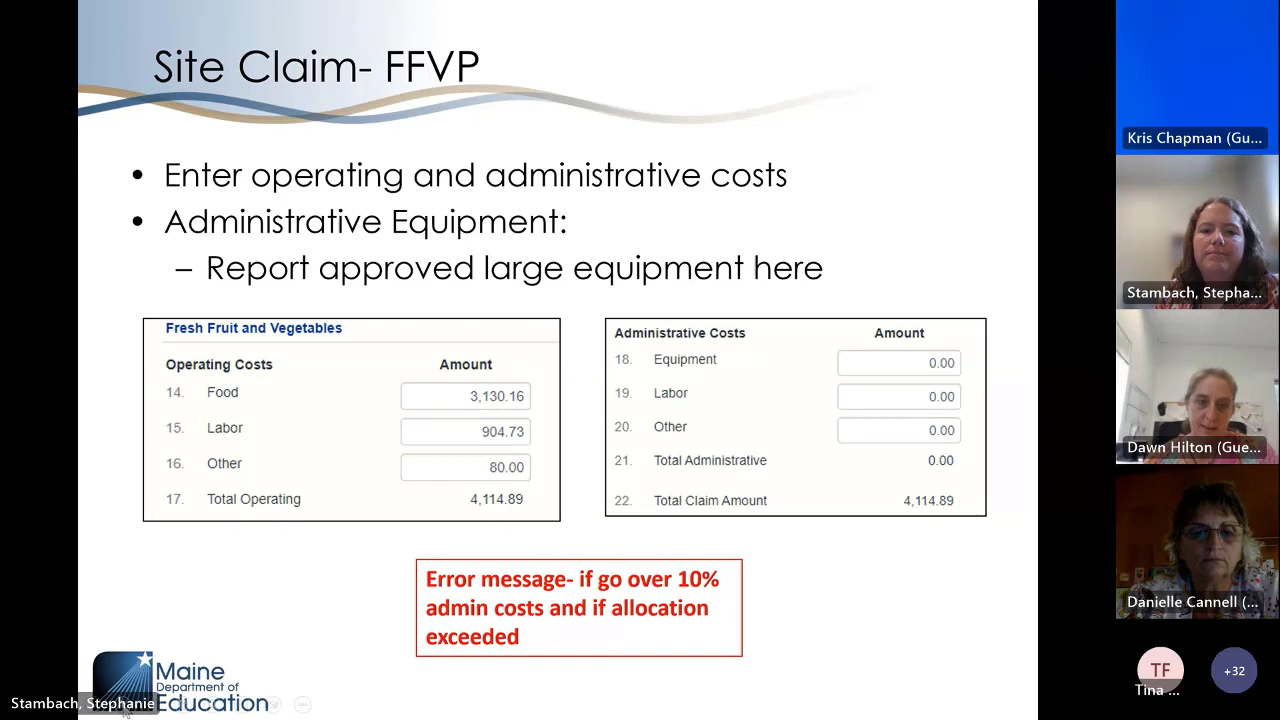 Site Claim- FFVP
• Enter operating and administrative costs
• Administrative Equipment:
– Report approved large equipment here
Fresh Fruit and Vegetables
Operating Costs Amount
14. Food 3,130.16
15. Labor 904.73
16. Other 80.00
17. Total Operating 4,114.89
Administrative Costs Amount
18. Equipment 0.00
19. Labor 0.00
20. Other 0.00
21. Total Administrative 0.00
22. Total Claim Amount 4,114.89
Error message- if go over 10%
admin costs and if allocation
exceeded
Maine
Department of
Education
Stambach, Stephanie
Kris Chapman (Gu...
Stambach, Stepha...
Dawn Hilton (Gue...
Danielle Cannell (...
TF
Tina ...
+32